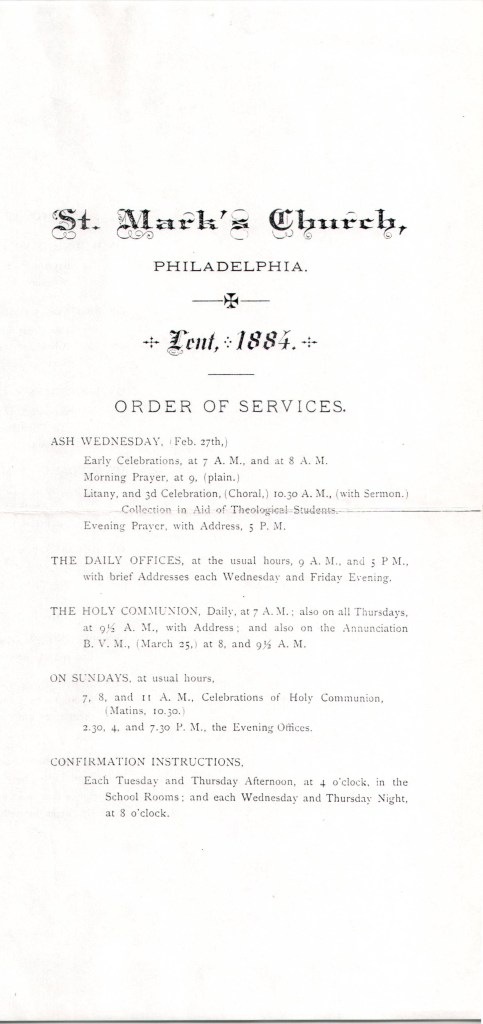 St. Mark's Church,
PHILADELPHIA.
Lent, 1884.
ORDER OF SERVICES.
ASH WEDNESDAY, (Feb. 27th,)
Early Celebrations, at 7 A. M., and at 8 A. M.
Morning Prayer, at 9, (plain.)
Litany, and 3d Celebration, (Choral,) 10.30 A. M., (with Sermon.)
Collection in Aid of Theological Students.
Evening Prayer, with Address, 5 P. M.
THE DAILY OFFICES, at the usual hours, 9 A. M., and 5 P M.,
with brief Addresses each Wednesday and Friday Evening.
THE HOLY COMMUNION, Daily, at 7 A. M.; also on all Thursdays,
at 9½ A. M., with Address; and also on the Annunciation
B. V. M., (March 25,) at 8, and 9½ A. M.
ON SUNDAYS, at usual hours,
7, 8, and 11 A. M., Celebrations of Holy Communion,
(Matins, 10.30.)
2.30, 4, and 7.30 P. M., the Evening Offices.
CONFIRMATION INSTRUCTIONS,
Each Tuesday and Thursday Afternoon, at 4 o'clock, in the
School Rooms; and each Wednesday and Thursday Night,
at 8 o'clock.